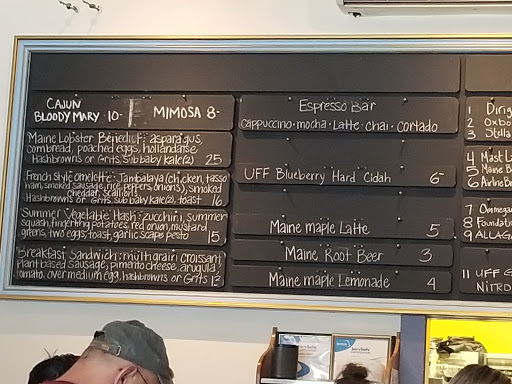 CAJUN
BLOODY MARY 10-
MIMOSA 8-
Maine Lobster Benedict: asparagus,
cornbread, poached eggs, hollandaise
Hashbrowns or Grits. Sub baby kale (2) 25
French style omelette: Jambalaya (chicken, tasso
ham, smoked sausage, rice, peppers, onions), smoked
cheddar, scallions
Hashbrowns or Grits. sub baby kale (2), toast 16
Summer Vegetable Hash: zucchini, summer
squash, fingerling potatoes, red onion, mustard
greens, two eggs, toast, garlic scape pesto 15
Breakfast Sandwich: multigrain croissant
plant based sausage, pimento cheese, arugula,
tomato, over medium egg, hashbrowns or Grits 13
Espresso Bar
cappuccino · mocha · Latte · chai · cortado
UFF Blueberry Hard Cidah 6-
Maine maple Latte 5
Maine Root Beer 3
Maine maple Lemonade 4
1 Dirig
2 Oxbo
3 Stella
4 Mast L
5 Maine B
6 Airline Br
7 Ommegan
8 Foundatio
9 ALLAGA
11 UFF G
NITRO